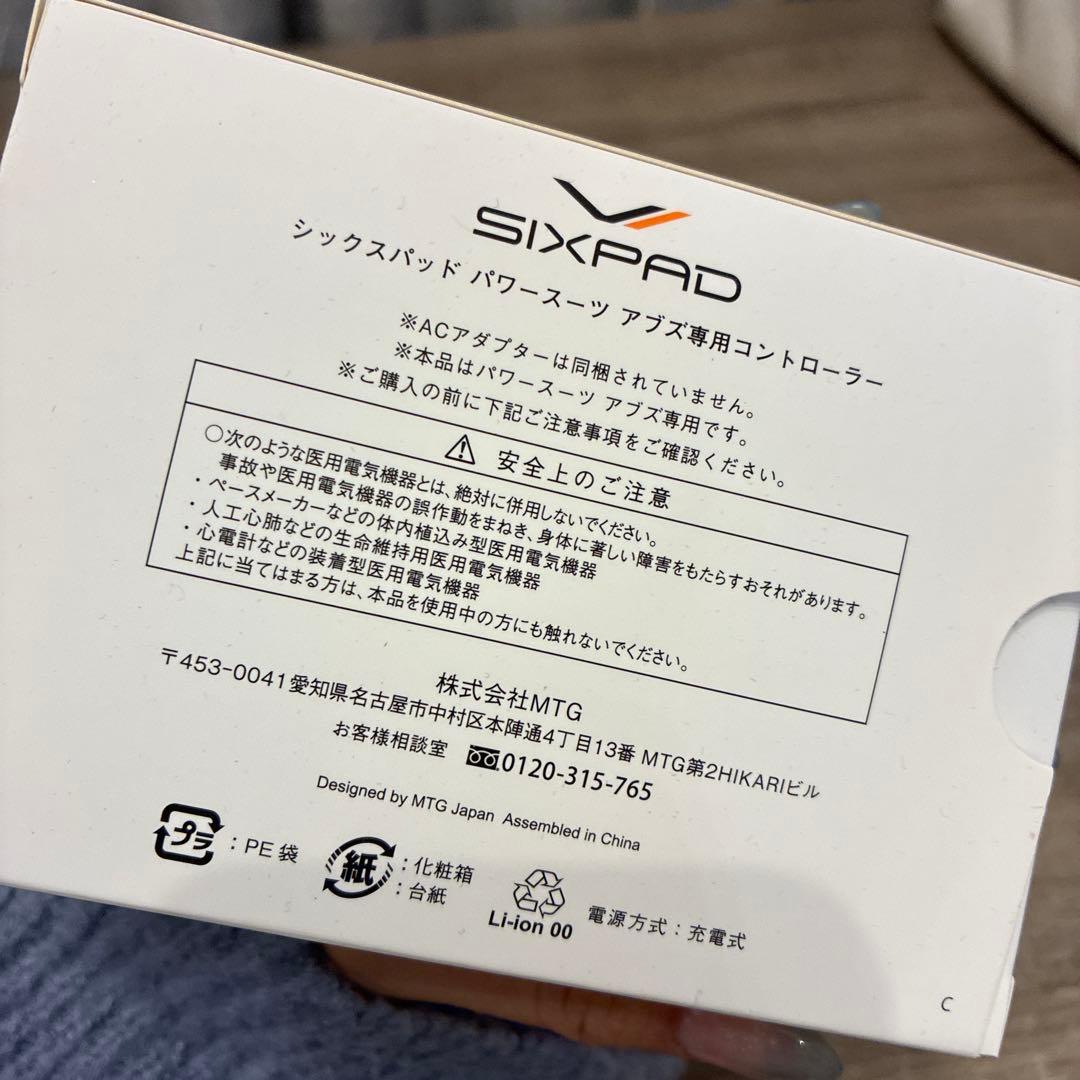 SIXPAD
シックスパッド パワースーツ アブズ専用コントローラー
※ACアダプターは同梱されていません。
※本品はパワースーツ アブズ専用です。
※ご購入の前に下記ご注意事項をご確認ください。
安全上のご注意
○次のような医用電気機器とは、絶対に併用しないでください。
事故や医用電気機器の誤作動をまねき、身体に著しい障害をもたらすおそれがあります。
・ペースメーカーなどの体内植込み型医用電気機器
・人工心肺などの生命維持用医用電気機器
・心電計などの装着型医用電気機器
上記に当てはまる方は、本品を使用中の方にも触れないでください。
株式会社MTG
〒453-0041 愛知県名古屋市中村区本陣通4丁目13番 MTG第2HIKARIビル
お客様相談室 0120-315-765
Designed by MTG Japan Assembled in China
プラ：PE袋
紙：化粧箱
：台紙
Li-ion 00
電源方式：充電式
C